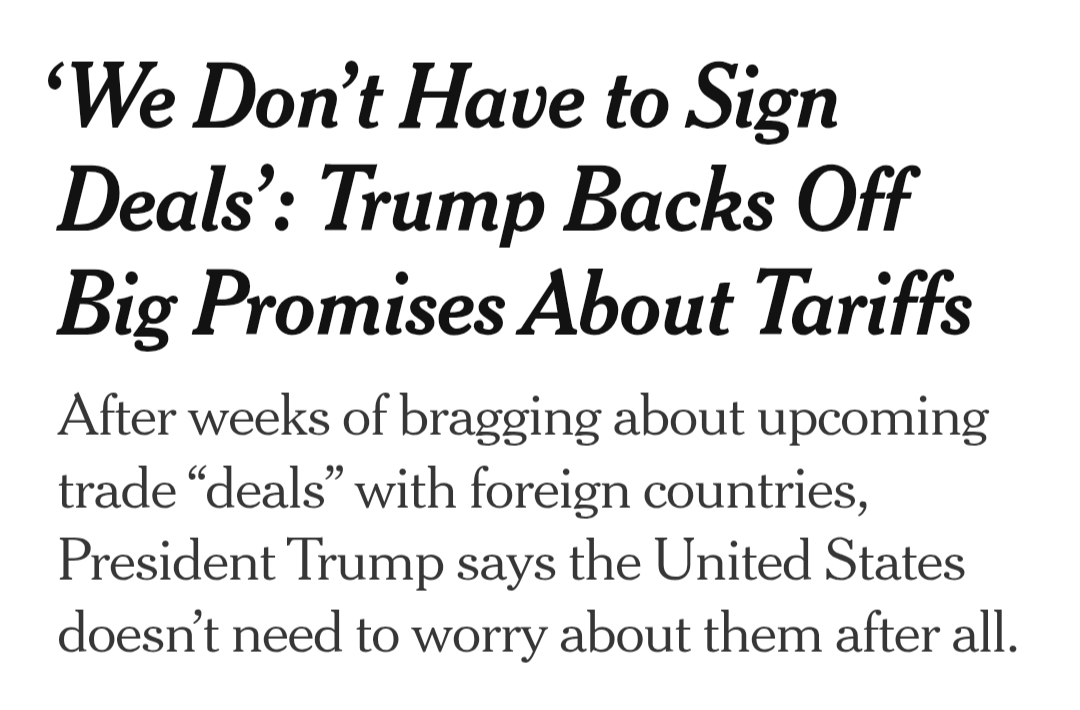 ‘We Don’t Have to Sign
Deals’: Trump Backs Off
Big Promises About Tariffs
After weeks of bragging about upcoming
trade “deals” with foreign countries,
President Trump says the United States
doesn’t need to worry about them after all.